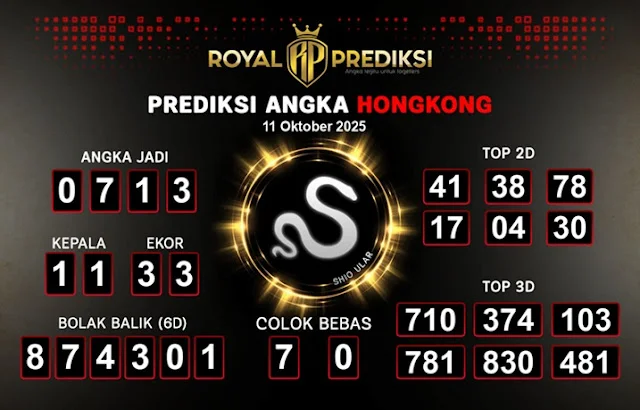 ROYAL RP PREDIKSI
Angka tejitu untuk togellers
PREDIKSI ANGKA HONGKONG
11 Oktober 2025
ANGKA JADI
0 7 1 3
KEPALA EKOR
1 1 3 3
BOLAK BALIK (6D)
8 7 4 3 0 1
SHIO ULAR
COLOK BEBAS
7 0
TOP 2D
41 38 78
17 04 30
TOP 3D
710 374 103
781 830 481